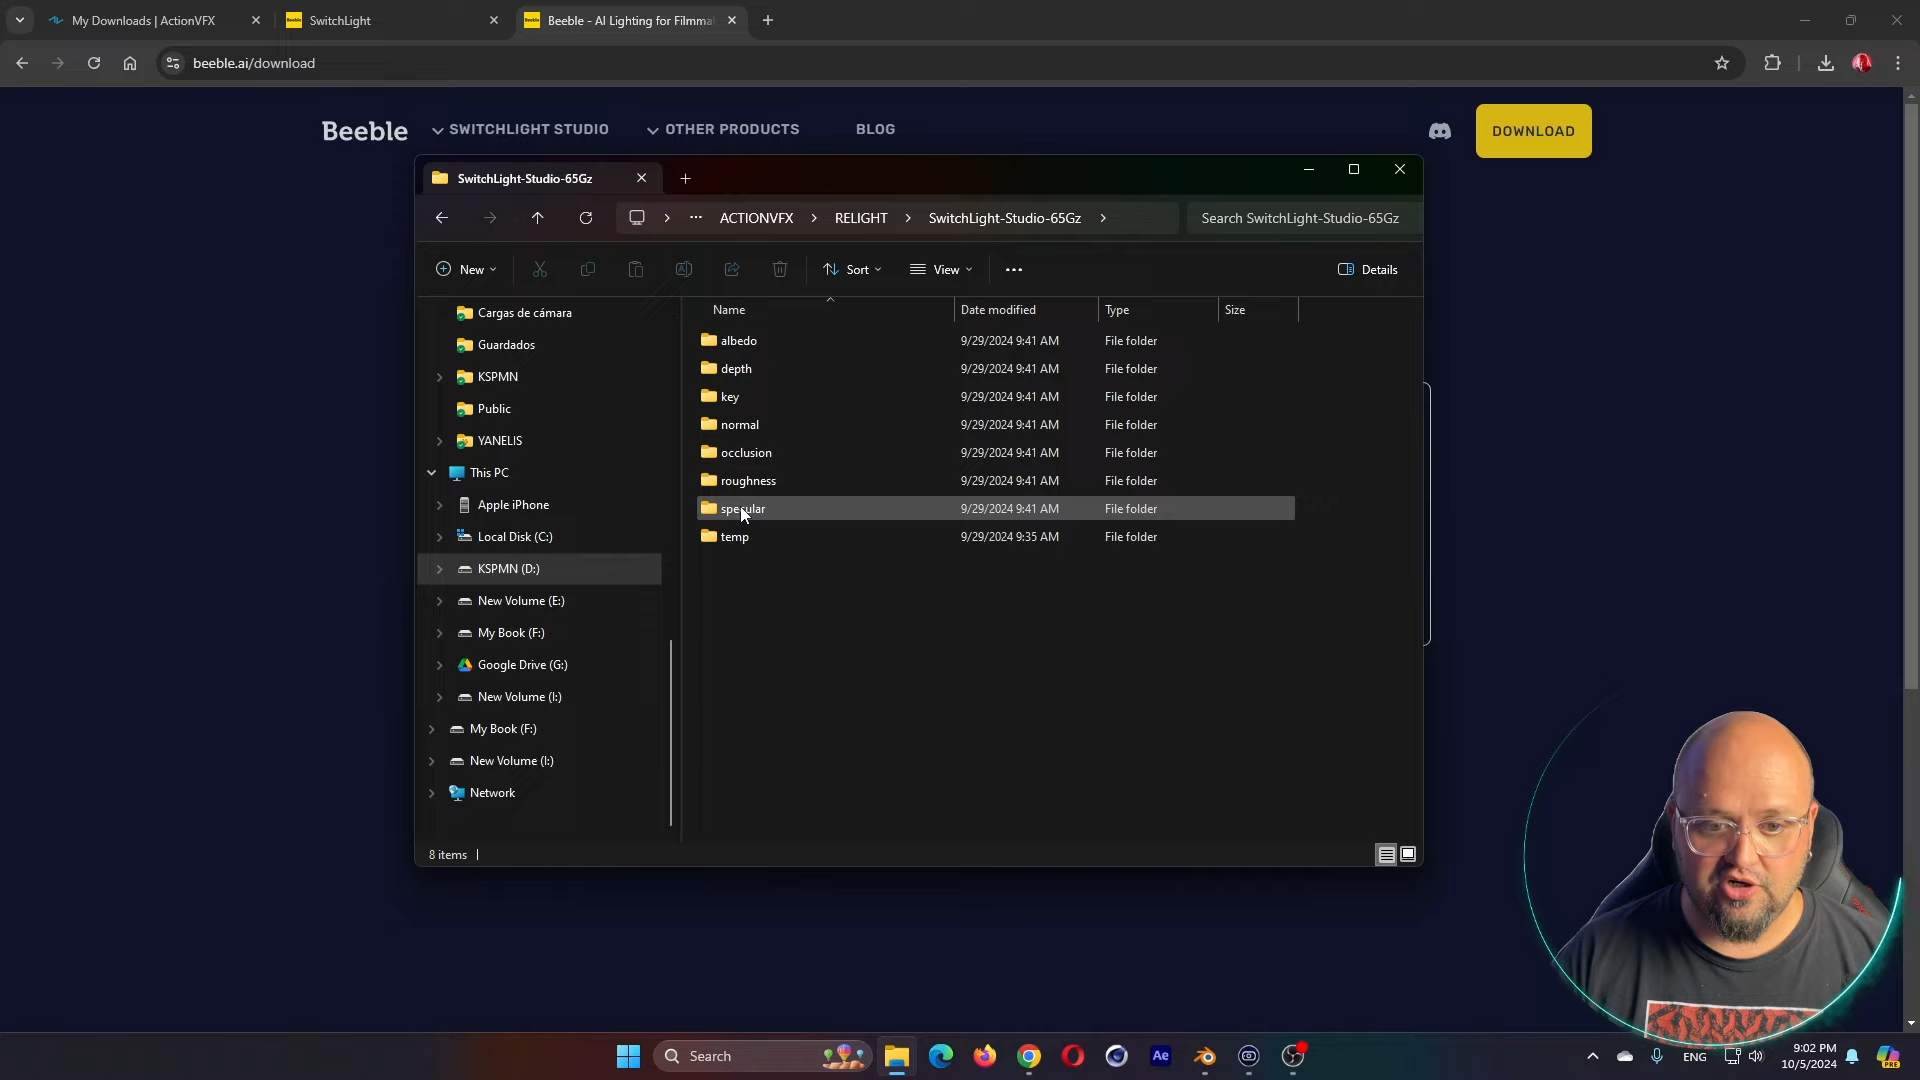 My Downloads | ActionVFX
SwitchLight
Beeble - AI Lighting for Filmma
beeble.ai/download
Beeble
SWITCHLIGHT STUDIO
OTHER PRODUCTS
BLOG
DOWNLOAD
SwitchLight-Studio-65Gz
ACTIONVFX
RELIGHT
SwitchLight-Studio-65Gz
Search SwitchLight-Studio-65Gz
New
Sort
View
Details
Name
Date modified
Type
Size
Cargas de cámara
Guardados
KSPMN
Public
YANELIS
This PC
Apple iPhone
Local Disk (C:)
KSPMN (D:)
New Volume (E:)
My Book (F:)
Google Drive (G:)
New Volume (I:)
My Book (F:)
New Volume (I:)
Network
albedo 9/29/2024 9:41 AM File folder
depth 9/29/2024 9:41 AM File folder
key 9/29/2024 9:41 AM File folder
normal 9/29/2024 9:41 AM File folder
occlusion 9/29/2024 9:41 AM File folder
roughness 9/29/2024 9:41 AM File folder
specular 9/29/2024 9:41 AM File folder
temp 9/29/2024 9:35 AM File folder
8 items
Search
Ae
PRE
ENG
9:02 PM
10/5/2024